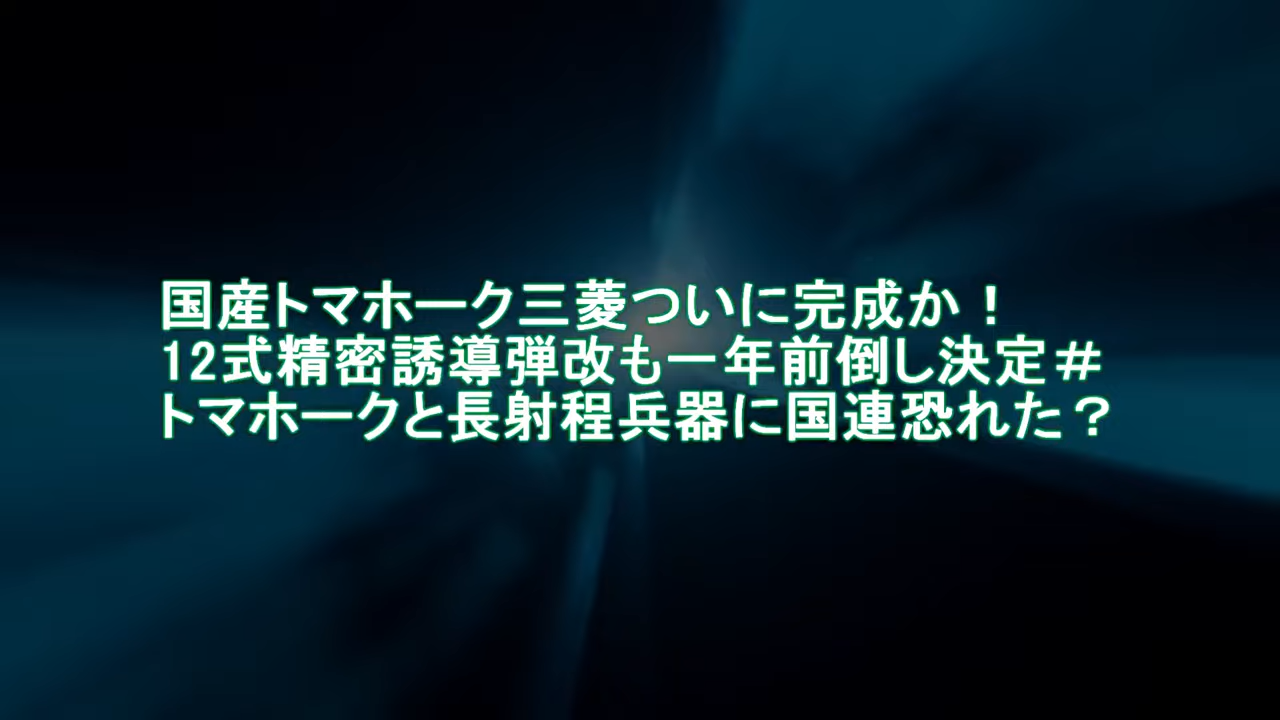 国産トマホーク三菱ついに完成か！
12式精密誘導弾改も一年前倒し決定＃
トマホークと長射程兵器に国連恐れた？